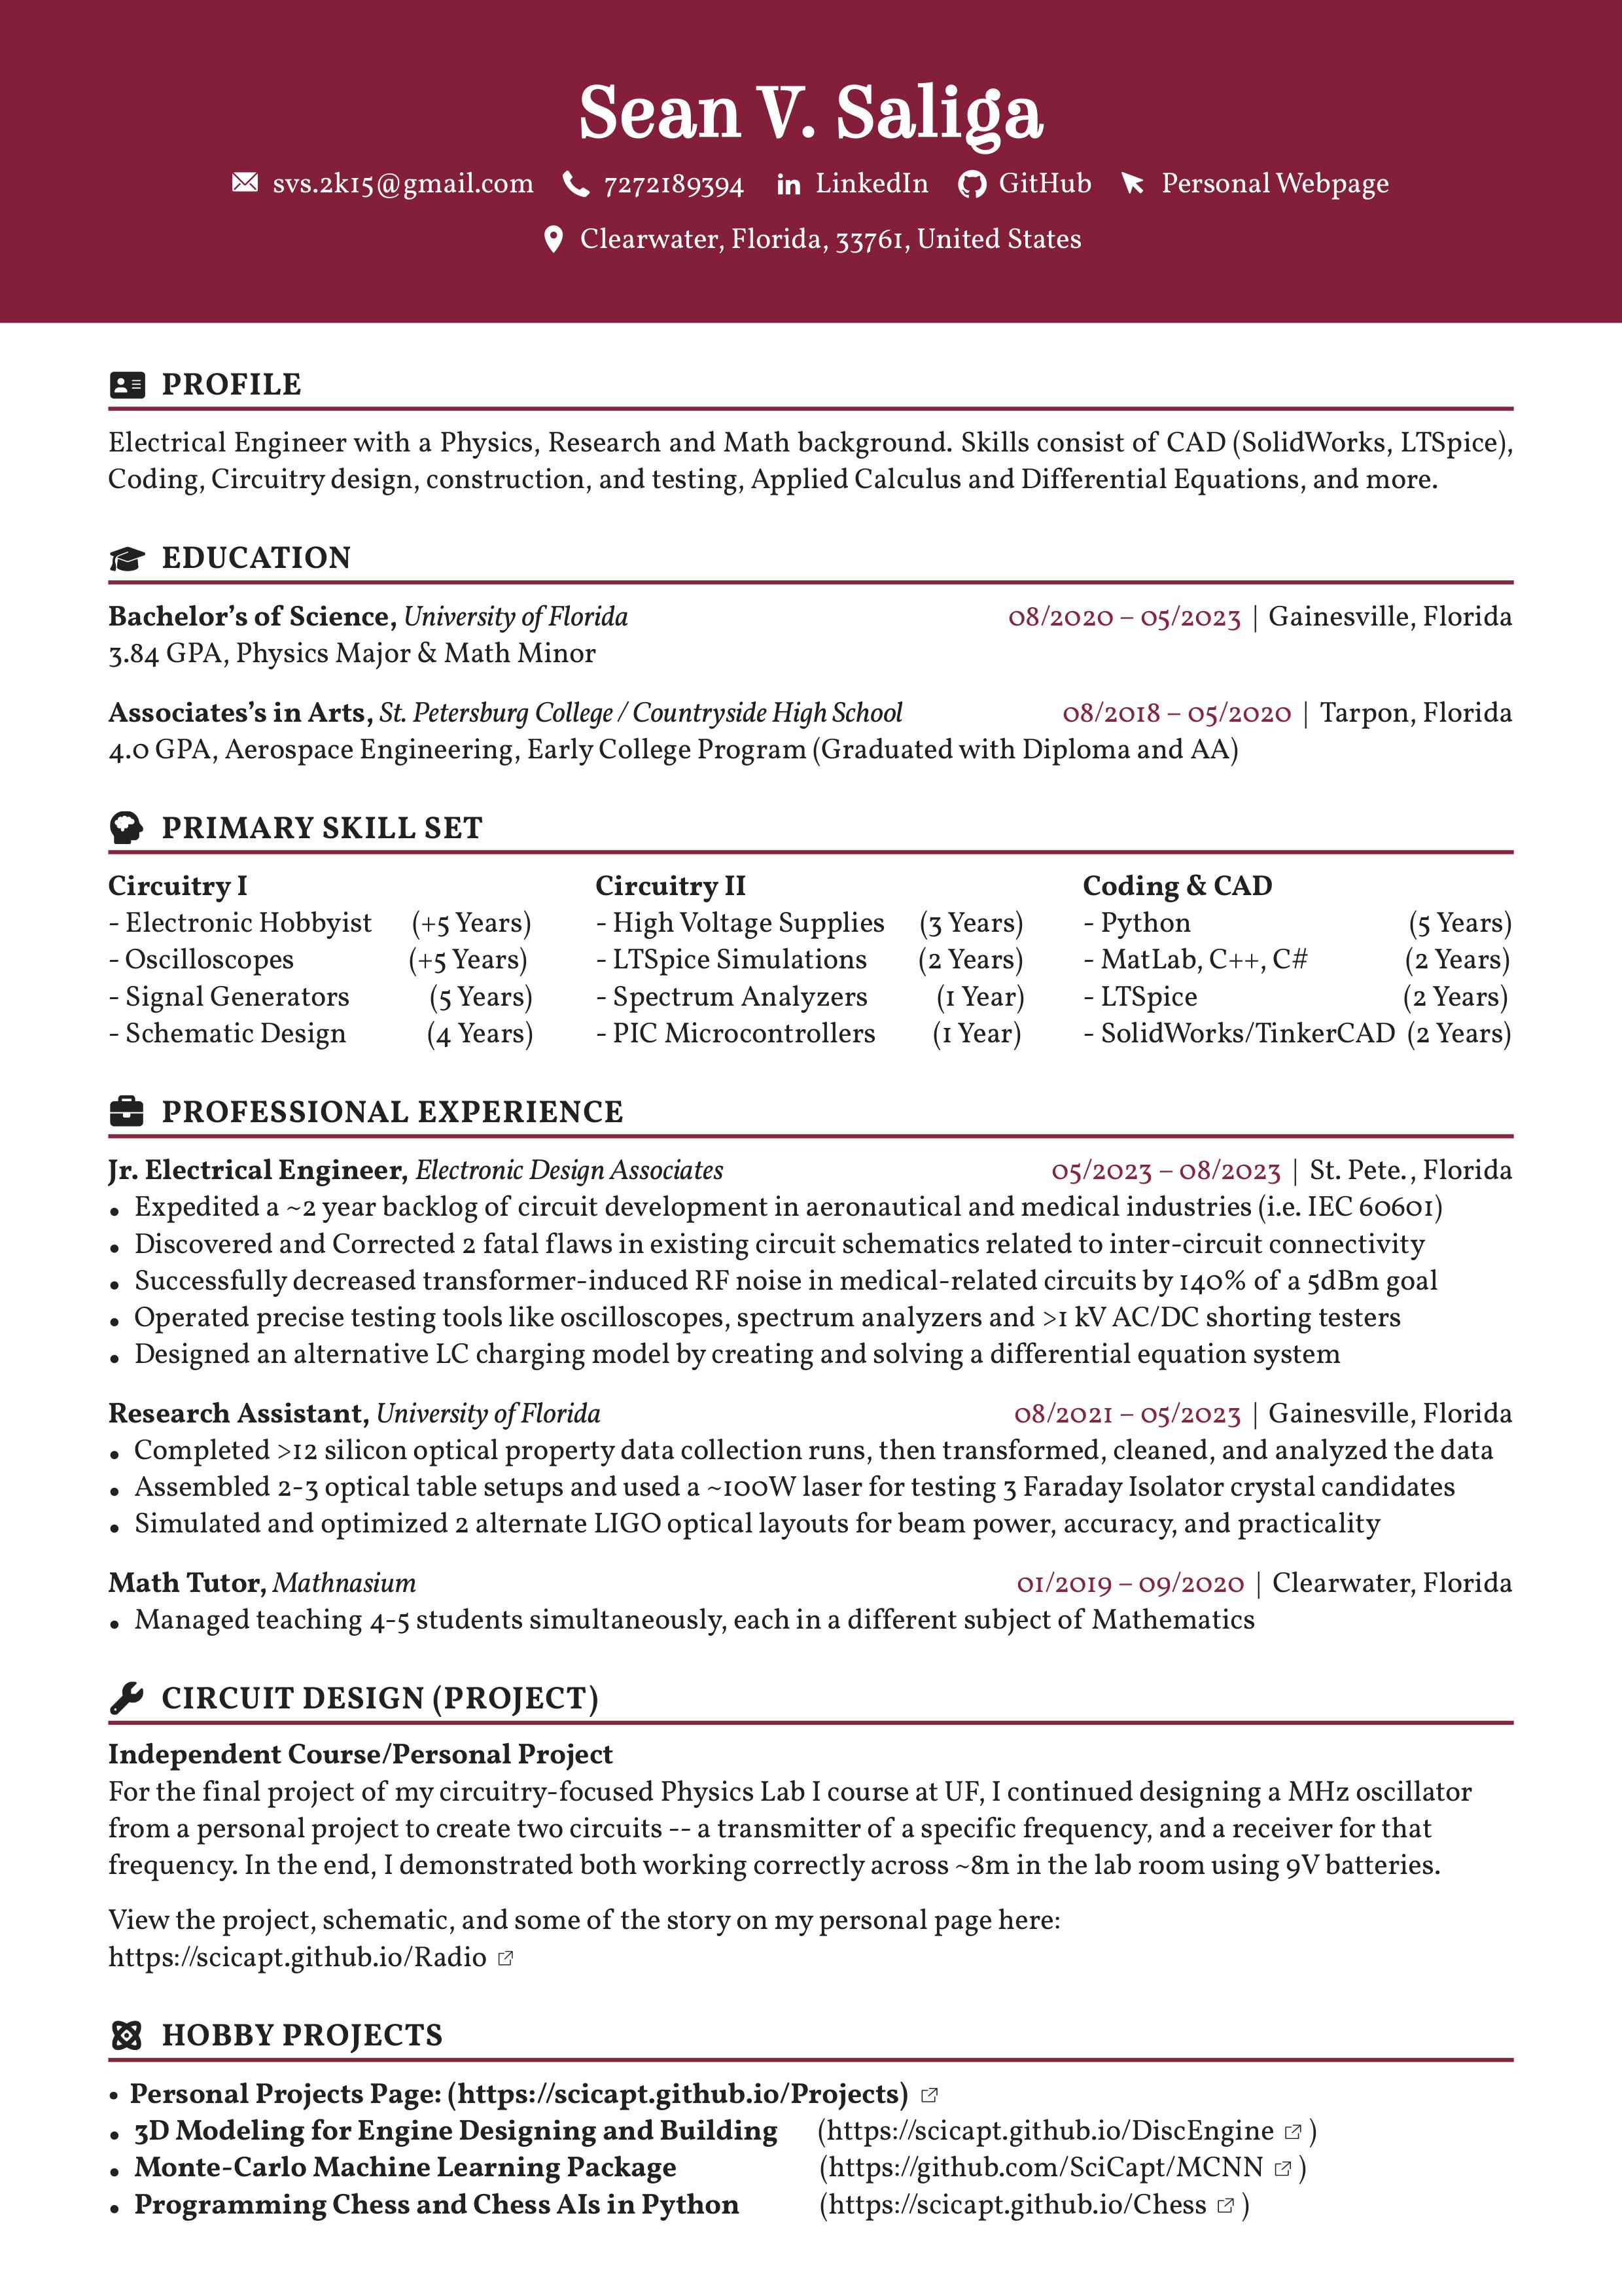 Sean V. Saliga
svs.2k15@gmail.com 7272189394 LinkedIn GitHub Personal Webpage
Clearwater, Florida, 33761, United States
PROFILE
Electrical Engineer with a Physics, Research and Math background. Skills consist of CAD (SolidWorks, LTSpice),
Coding, Circuitry design, construction, and testing, Applied Calculus and Differential Equations, and more.
EDUCATION
Bachelor's of Science, University of Florida 08/2020 – 05/2023 | Gainesville, Florida
3.84 GPA, Physics Major & Math Minor
Associates's in Arts, St. Petersburg College / Countryside High School 08/2018 – 05/2020 | Tarpon, Florida
4.0 GPA, Aerospace Engineering, Early College Program (Graduated with Diploma and AA)
PRIMARY SKILL SET
Circuitry I
- Electronic Hobbyist (+5 Years)
- Oscilloscopes (+5 Years)
- Signal Generators (5 Years)
- Schematic Design (4 Years)
Circuitry II
- High Voltage Supplies (3 Years)
- LTSpice Simulations (2 Years)
- Spectrum Analyzers (1 Year)
- PIC Microcontrollers (1 Year)
Coding & CAD
- Python (5 Years)
- MatLab, C++, C# (2 Years)
- LTSpice (2 Years)
- SolidWorks/TinkerCAD (2 Years)
PROFESSIONAL EXPERIENCE
Jr. Electrical Engineer, Electronic Design Associates 05/2023 – 08/2023 | St. Pete., Florida
• Expedited a ~2 year backlog of circuit development in aeronautical and medical industries (i.e. IEC 60601)
• Discovered and Corrected 2 fatal flaws in existing circuit schematics related to inter-circuit connectivity
• Successfully decreased transformer-induced RF noise in medical-related circuits by 140% of a 5dBm goal
• Operated precise testing tools like oscilloscopes, spectrum analyzers and >1 kV AC/DC shorting testers
• Designed an alternative LC charging model by creating and solving a differential equation system
Research Assistant, University of Florida 08/2021 – 05/2023 | Gainesville, Florida
• Completed >12 silicon optical property data collection runs, then transformed, cleaned, and analyzed the data
• Assembled 2-3 optical table setups and used a ~100W laser for testing 3 Faraday Isolator crystal candidates
• Simulated and optimized 2 alternate LIGO optical layouts for beam power, accuracy, and practicality
Math Tutor, Mathnasium 01/2019 – 09/2020 | Clearwater, Florida
• Managed teaching 4-5 students simultaneously, each in a different subject of Mathematics
CIRCUIT DESIGN (PROJECT)
Independent Course/Personal Project
For the final project of my circuitry-focused Physics Lab I course at UF, I continued designing a MHz oscillator
from a personal project to create two circuits -- a transmitter of a specific frequency, and a receiver for that
frequency. In the end, I demonstrated both working correctly across ~8m in the lab room using 9V batteries.
View the project, schematic, and some of the story on my personal page here:
https://scicapt.github.io/Radio
HOBBY PROJECTS
• Personal Projects Page: (https://scicapt.github.io/Projects)
• 3D Modeling for Engine Designing and Building (https://scicapt.github.io/DiscEngine )
• Monte-Carlo Machine Learning Package (https://github.com/SciCapt/MCNN )
• Programming Chess and Chess AIs in Python (https://scicapt.github.io/Chess )